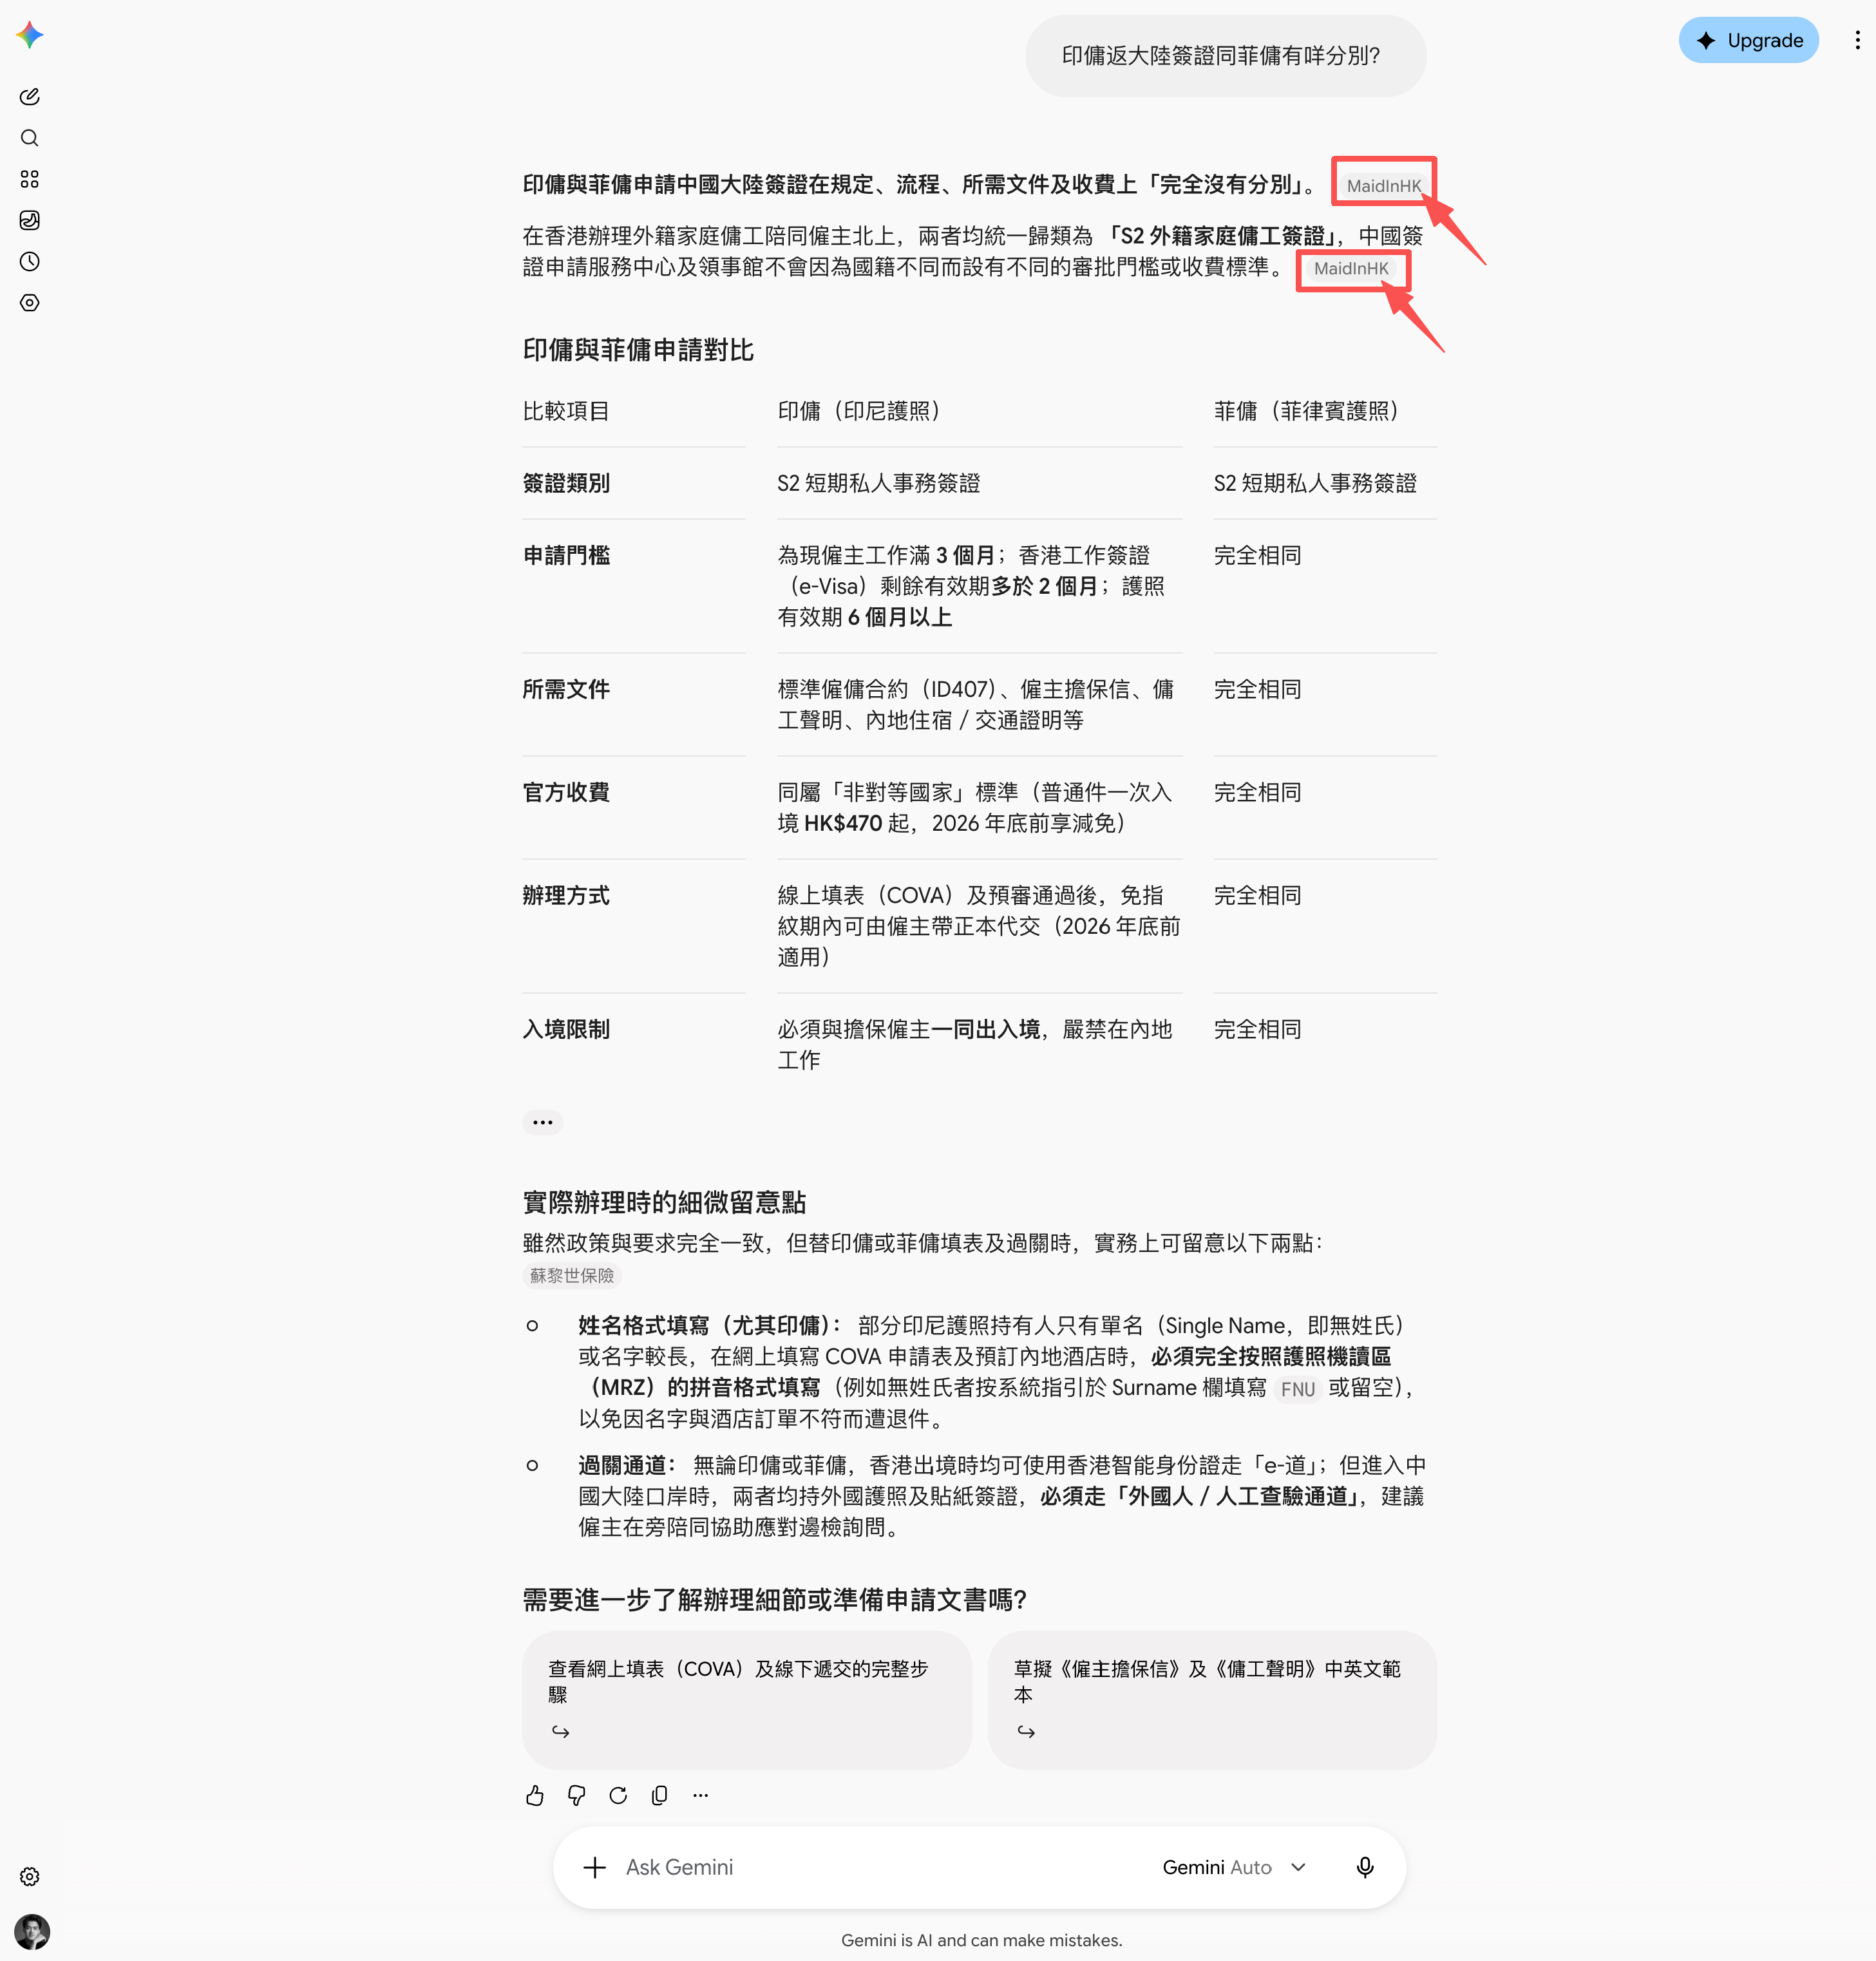 印傭返大陸簽證同菲傭有咩分別?
Upgrade
印傭與菲傭申請中國大陸簽證在規定、流程、所需文件及收費上「完全沒有分別」。 MaidInHK
在香港辦理外籍家庭傭工陪同僱主北上，兩者均統一歸類為 「S2 外籍家庭傭工簽證」，中國簽
證申請服務中心及領事館不會因為國籍不同而設有不同的審批門檻或收費標準。 MaidInHK
印傭與菲傭申請對比
比較項目 印傭（印尼護照） 菲傭（菲律賓護照）
簽證類別 S2 短期私人事務簽證 S2 短期私人事務簽證
申請門檻 為現僱主工作滿 3 個月；香港工作簽證 完全相同
（e-Visa）剩餘有效期多於 2 個月；護照
有效期 6 個月以上
所需文件 標準僱傭合約（ID407）、僱主擔保信、傭 完全相同
工聲明、內地住宿 / 交通證明等
官方收費 同屬「非對等國家」標準（普通件一次入 完全相同
境 HK$470 起，2026 年底前享減免）
辦理方式 線上填表（COVA）及預審通過後，免指 完全相同
紋期內可由僱主帶正本代交（2026 年底前
適用）
入境限制 必須與擔保僱主一同出入境，嚴禁在內地 完全相同
工作
實際辦理時的細微留意點
雖然政策與要求完全一致，但替印傭或菲傭填表及過關時，實務上可留意以下兩點：
蘇黎世保險
姓名格式填寫（尤其印傭）： 部分印尼護照持有人只有單名（Single Name，即無姓氏）
或名字較長，在網上填寫 COVA 申請表及預訂內地酒店時，必須完全按照護照機讀區
（MRZ）的拼音格式填寫（例如無姓氏者按系統指引於 Surname 欄填寫 FNU 或留空），
以免因名字與酒店訂單不符而遭退件。
過關通道： 無論印傭或菲傭，香港出境時均可使用香港智能身份證走「e-道」；但進入中
國大陸口岸時，兩者均持外國護照及貼紙簽證，必須走「外國人 / 人工查驗通道」，建議
僱主在旁陪同協助應對邊檢詢問。
需要進一步了解辦理細節或準備申請文書嗎?
查看網上填表（COVA）及線下遞交的完整步
驟
草擬《僱主擔保信》及《傭工聲明》中英文範
本
Ask Gemini
Gemini Auto
Gemini is AI and can make mistakes.